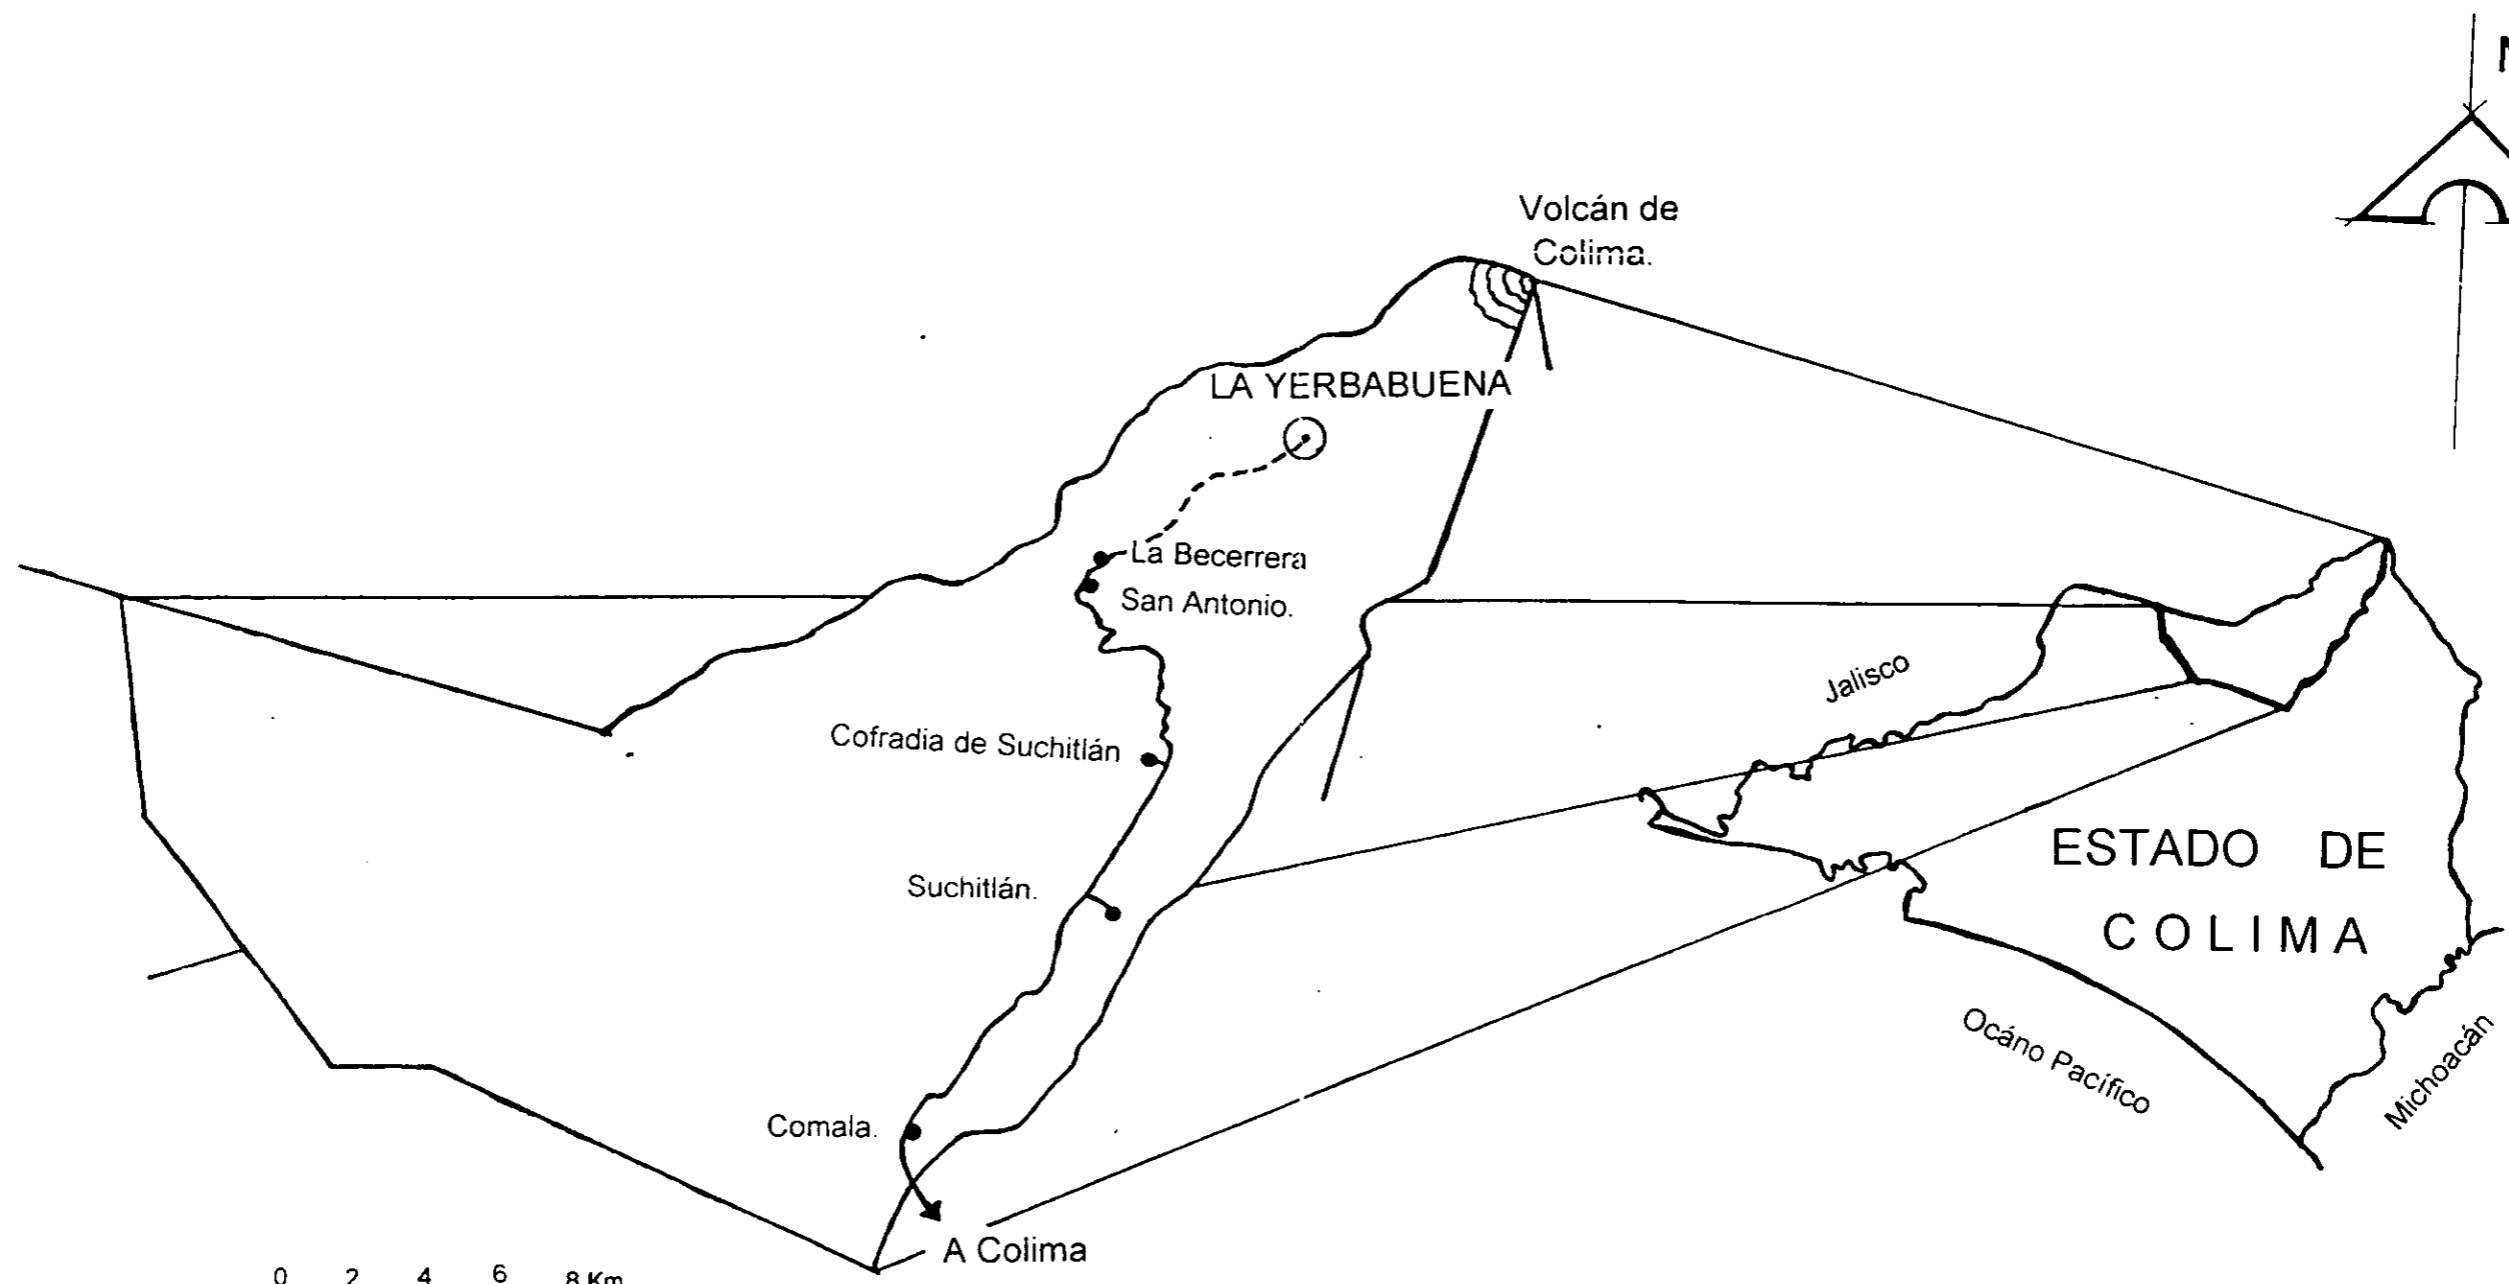 N
Volcán de
Colima.
LA YERBABUENA
La Becerrera
San Antonio.
Jalisco
Cofradia de Suchitlán
ESTADO DE
Suchitlán.
COLIMA
Ocáno Pacífico
Michoacán
Comala.
A Colima
0 2 4 6 8 Km